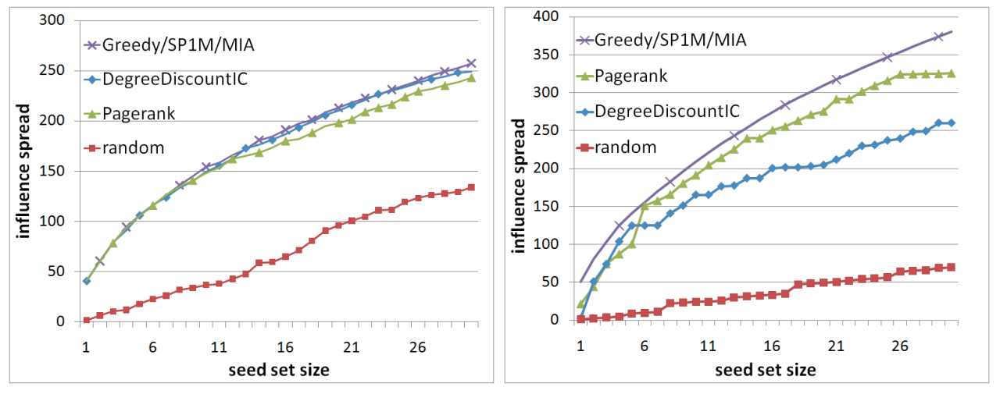 300
250
200
150
100
50
0
influence spread
Greedy/SP1M/MIA
DegreeDiscountIC
Pagerank
random
1 6 11 16 21 26
seed set size
400
350
300
250
200
150
100
50
0
influence spread
Greedy/SP1M/MIA
Pagerank
DegreeDiscountIC
random
1 6 11 16 21 26
seed set size